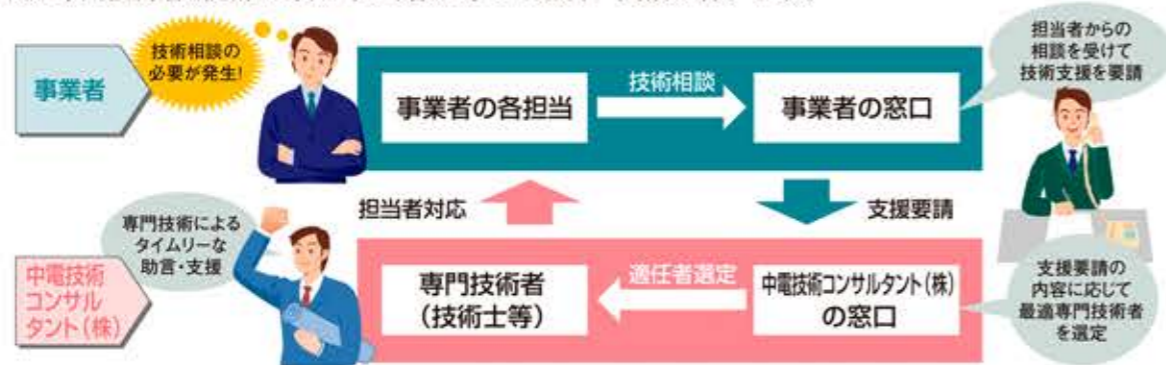 事業者
技術相談の
必要が発生!
事業者の各担当
技術相談
事業者の窓口
担当者からの
相談を受けて
技術支援を要請
担当者対応
支援要請
専門技術による
タイムリーな
助言・支援
中電技術
コンサル
タント(株)
専門技術者
(技術士等)
適任者選定
中電技術コンサルタント(株)
の窓口
支援要請の
内容に応じて
最適専門技術者
を選定